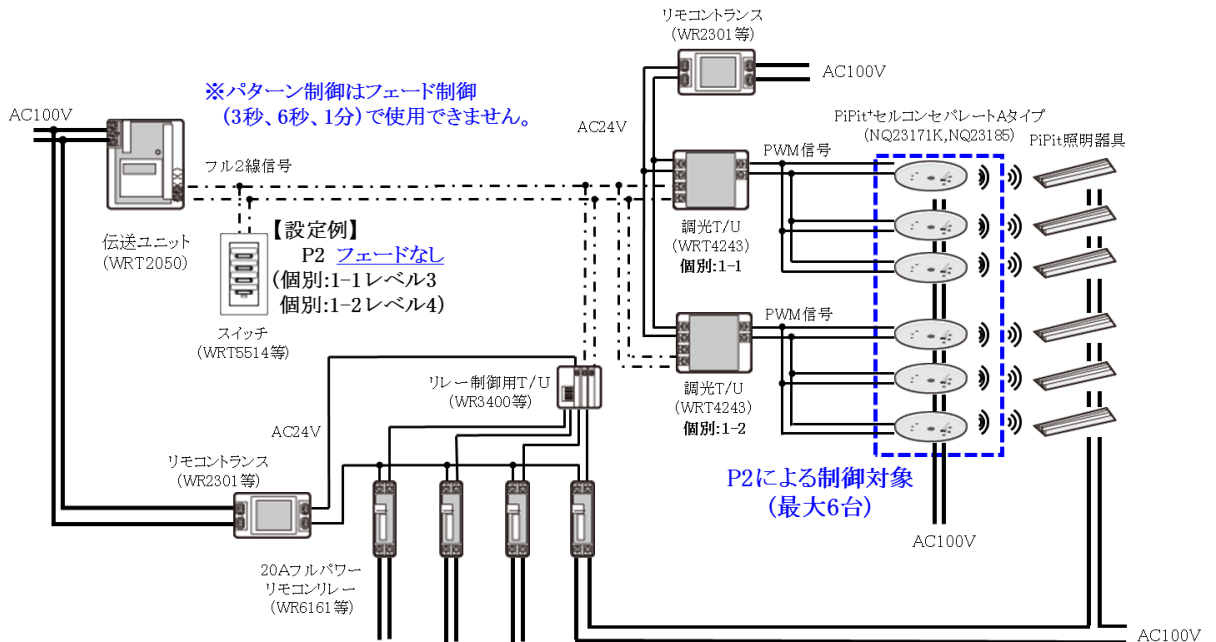 リモコントランス
(WR2301等)
AC100V
※パターン制御はフェード制御
(3秒、6秒、1分)で使用できません。
AC100V
AC24V
PiPit⁺セルコンセパレートAタイプ
(NQ23171K,NQ23185)
PiPit照明器具
フル2線信号
PWM信号
伝送ユニット
(WRT2050)
【設定例】
P2 フェードなし
(個別:1-1レベル3
個別:1-2レベル4)
調光T/U
(WRT4243)
個別:1-1
スイッチ
(WRT5514等)
PWM信号
リレー制御用T/U
(WR3400等)
調光T/U
(WRT4243)
個別:1-2
AC24V
リモコントランス
(WR2301等)
P2による制御対象
(最大6台)
AC100V
20Aフルパワー
リモコンリレー
(WR6161等)
AC100V